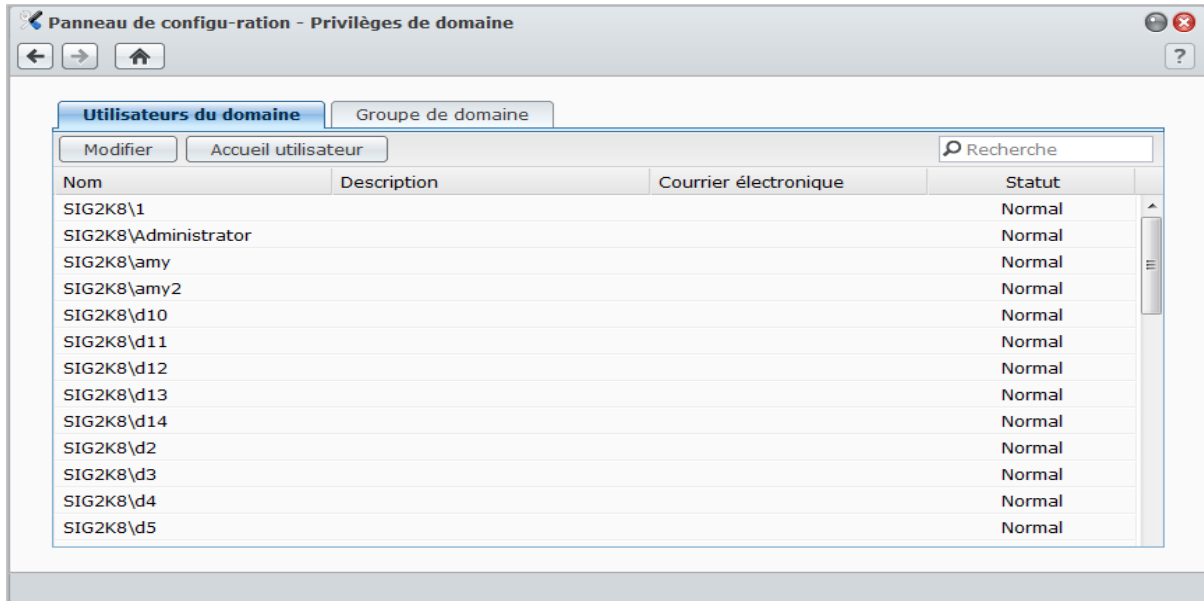 Panneau de configu-ration - Privilèges de domaine
?
Utilisateurs du domaine Groupe de domaine
Modifier Accueil utilisateur Recherche
Nom Description Courrier électronique Statut
SIG2K8\1 Normal
SIG2K8\Administrator Normal
SIG2K8\amy Normal
SIG2K8\amy2 Normal
SIG2K8\d10 Normal
SIG2K8\d11 Normal
SIG2K8\d12 Normal
SIG2K8\d13 Normal
SIG2K8\d14 Normal
SIG2K8\d2 Normal
SIG2K8\d3 Normal
SIG2K8\d4 Normal
SIG2K8\d5 Normal